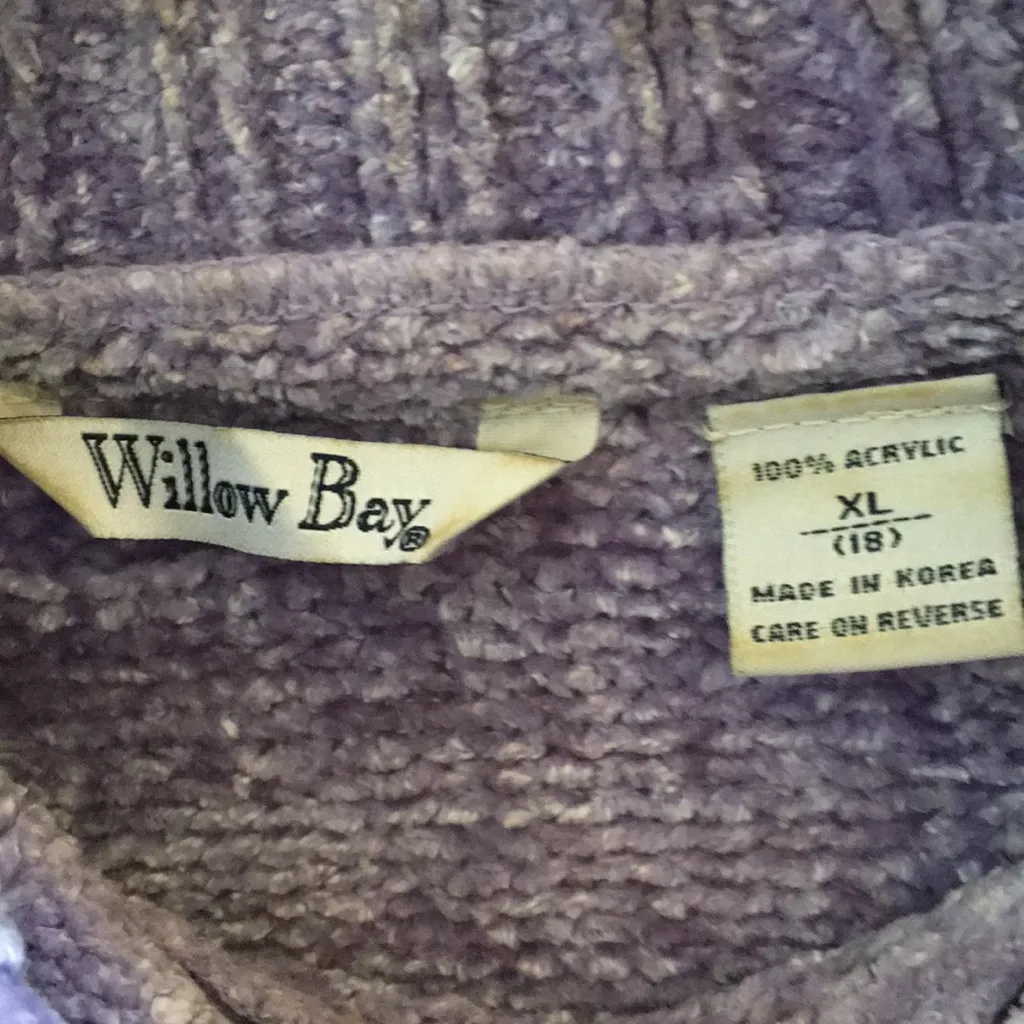 Willow Bay®
100% ACRYLIC
XL
(18)
MADE IN KOREA
CARE ON REVERSE